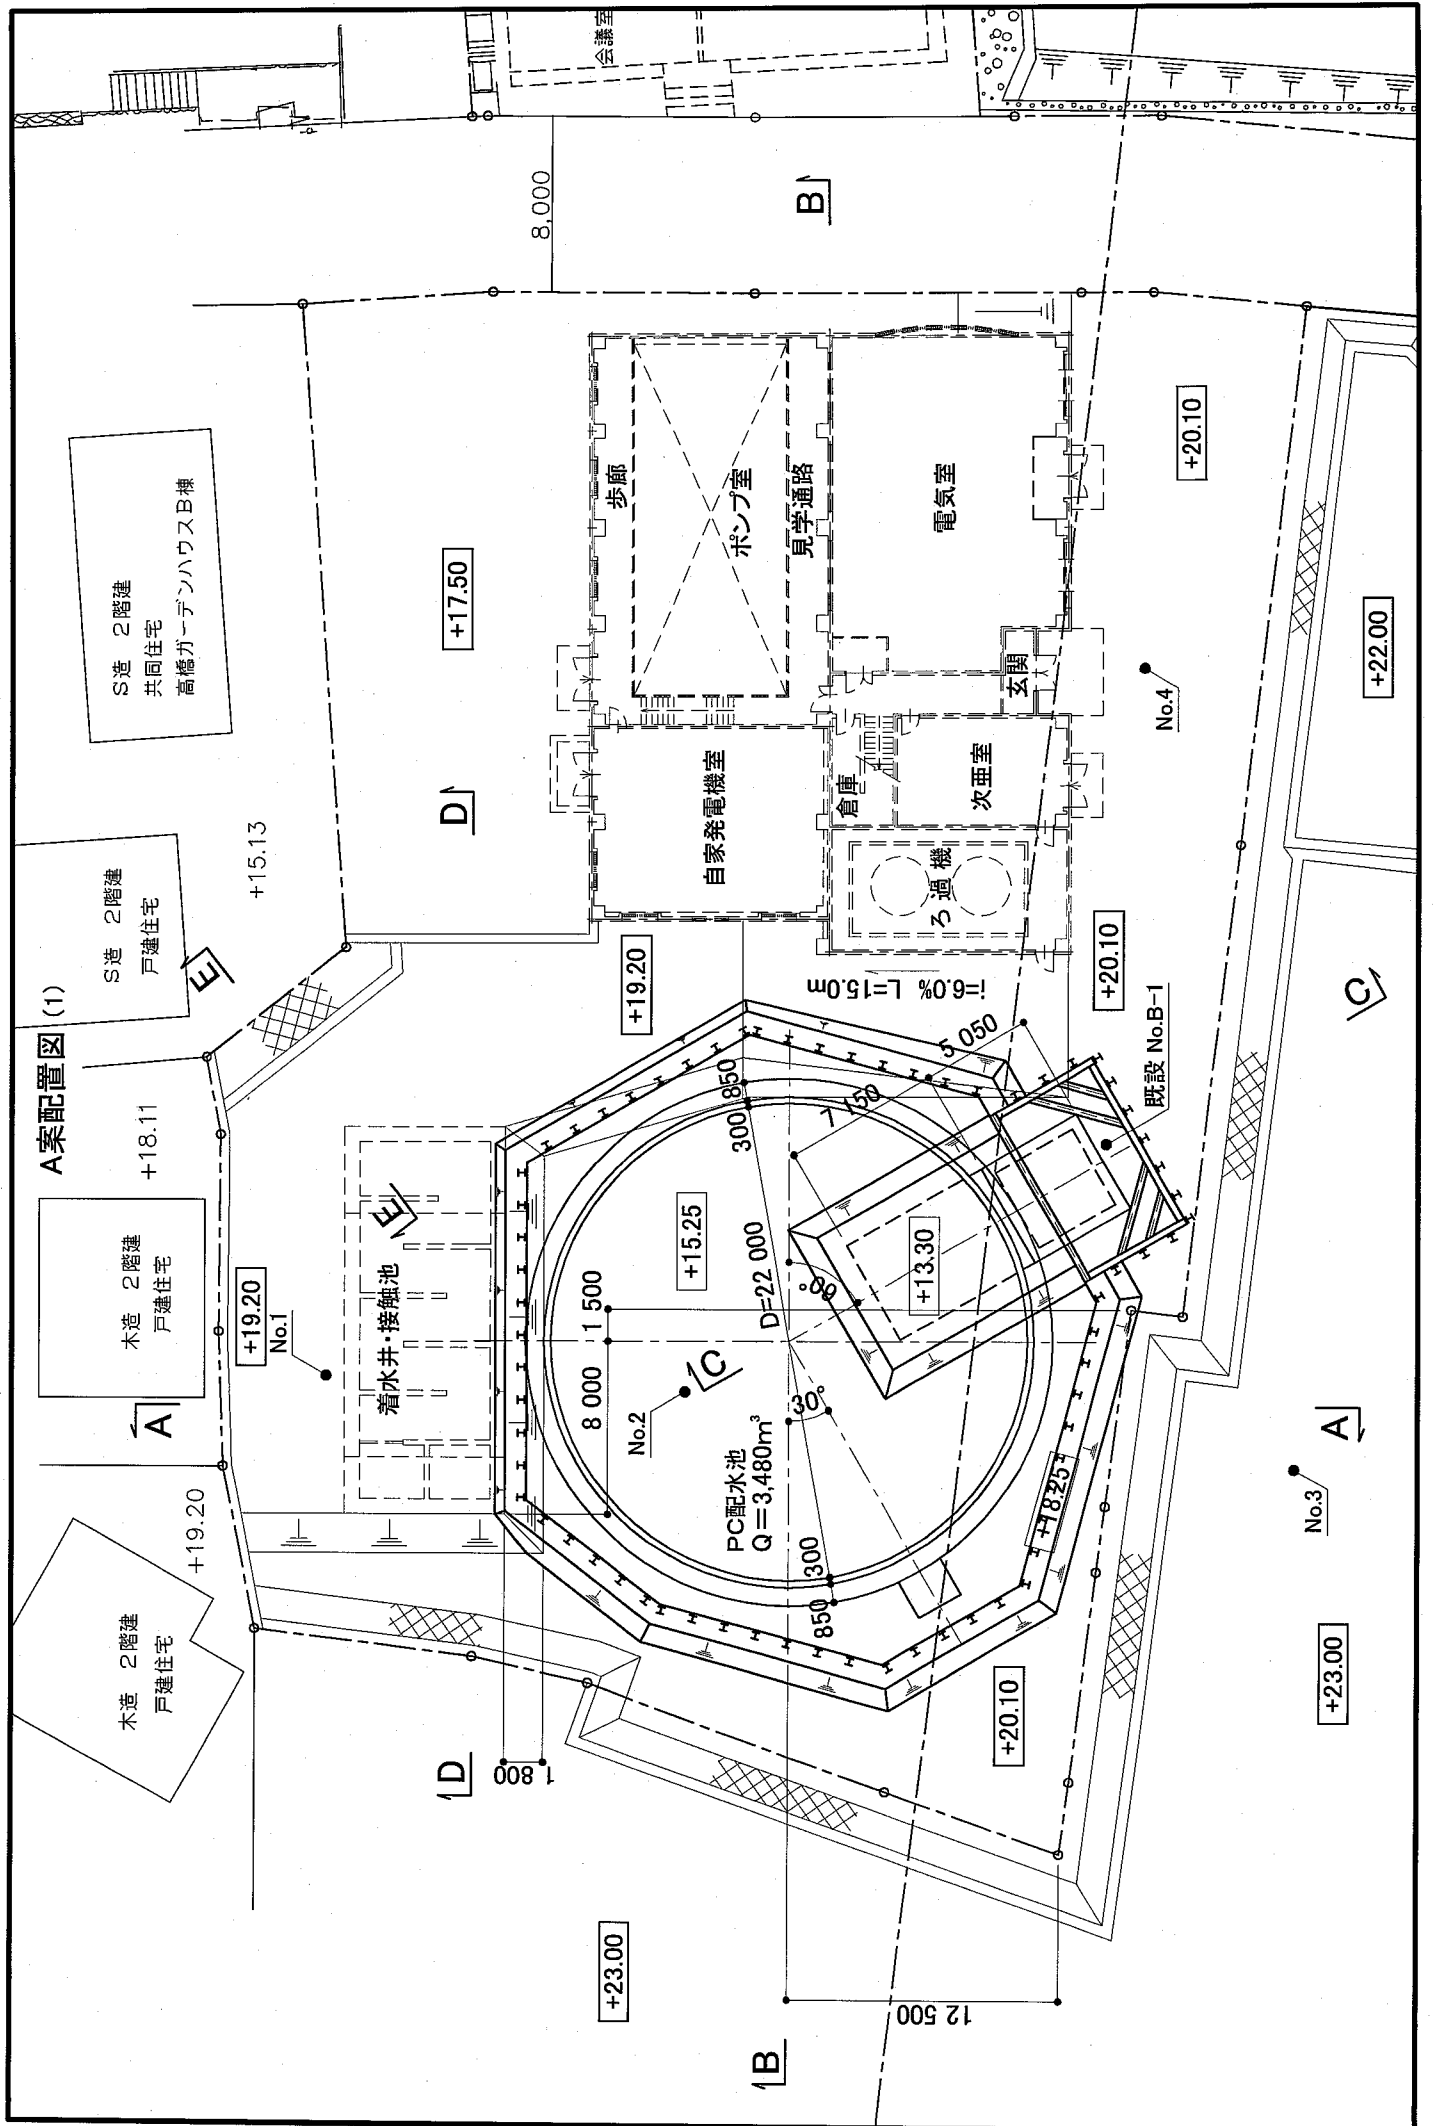 A案配置図 (1)
木造 2階建
戸建住宅
+19.20
木造 2階建
戸建住宅
+18.11
S造 2階建
戸建住宅
+15.13
S造 2階建
共同住宅
高橋ガーデンハウスB棟
会議室
8,000
A
+19.20
No.1
着水井・接触池
E
E
D
D
1 800
+17.50
歩廊
ポンプ室
見学通路
電気室
自家発電機室
倉庫
次亜室
玄関
ろ過機
+19.20
+20.10
i=6.0% L=15.0m
+20.10
No.4
+22.00
既設 No.B-1
5 050
7 150
850
300
D=22 000
+15.25
+13.30
60°
30°
8 000
1 500
No.2
C
C
PC配水池
Q=3,480m³
300
850
+18.25
+20.10
A
No.3
+23.00
+23.00
12 500
B
B